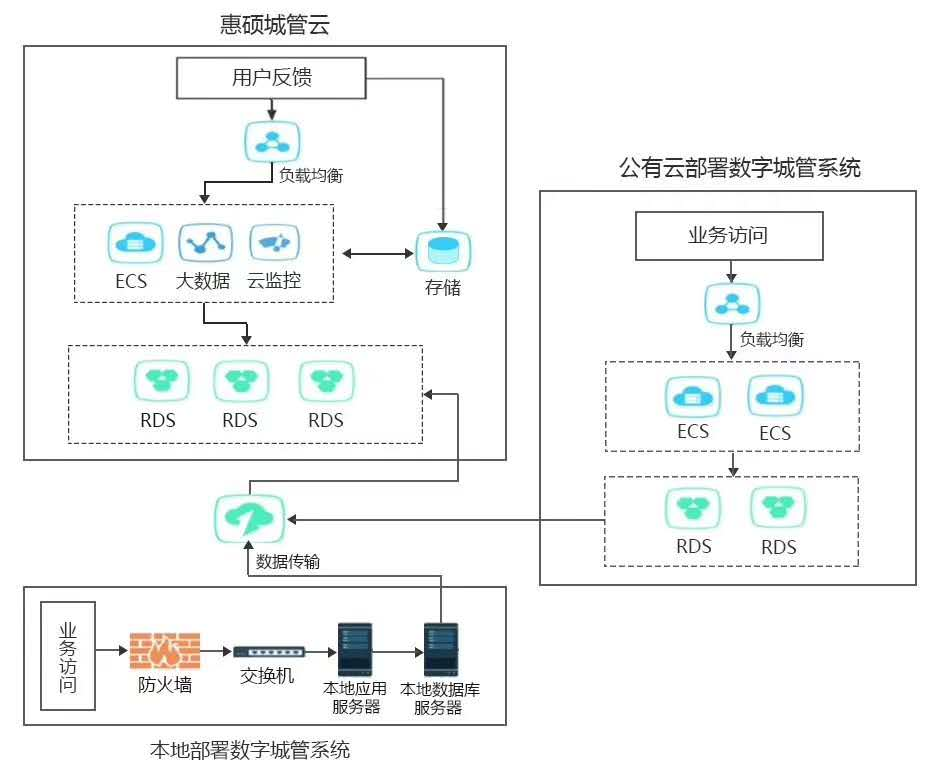 惠硕城管云
用户反馈
负载均衡
ECS
大数据
云监控
存储
RDS
RDS
RDS
公有云部署数字城管系统
业务访问
负载均衡
ECS
ECS
RDS
RDS
数据传输
业务访问
防火墙
交换机
本地应用
服务器
本地数据库
服务器
本地部署数字城管系统